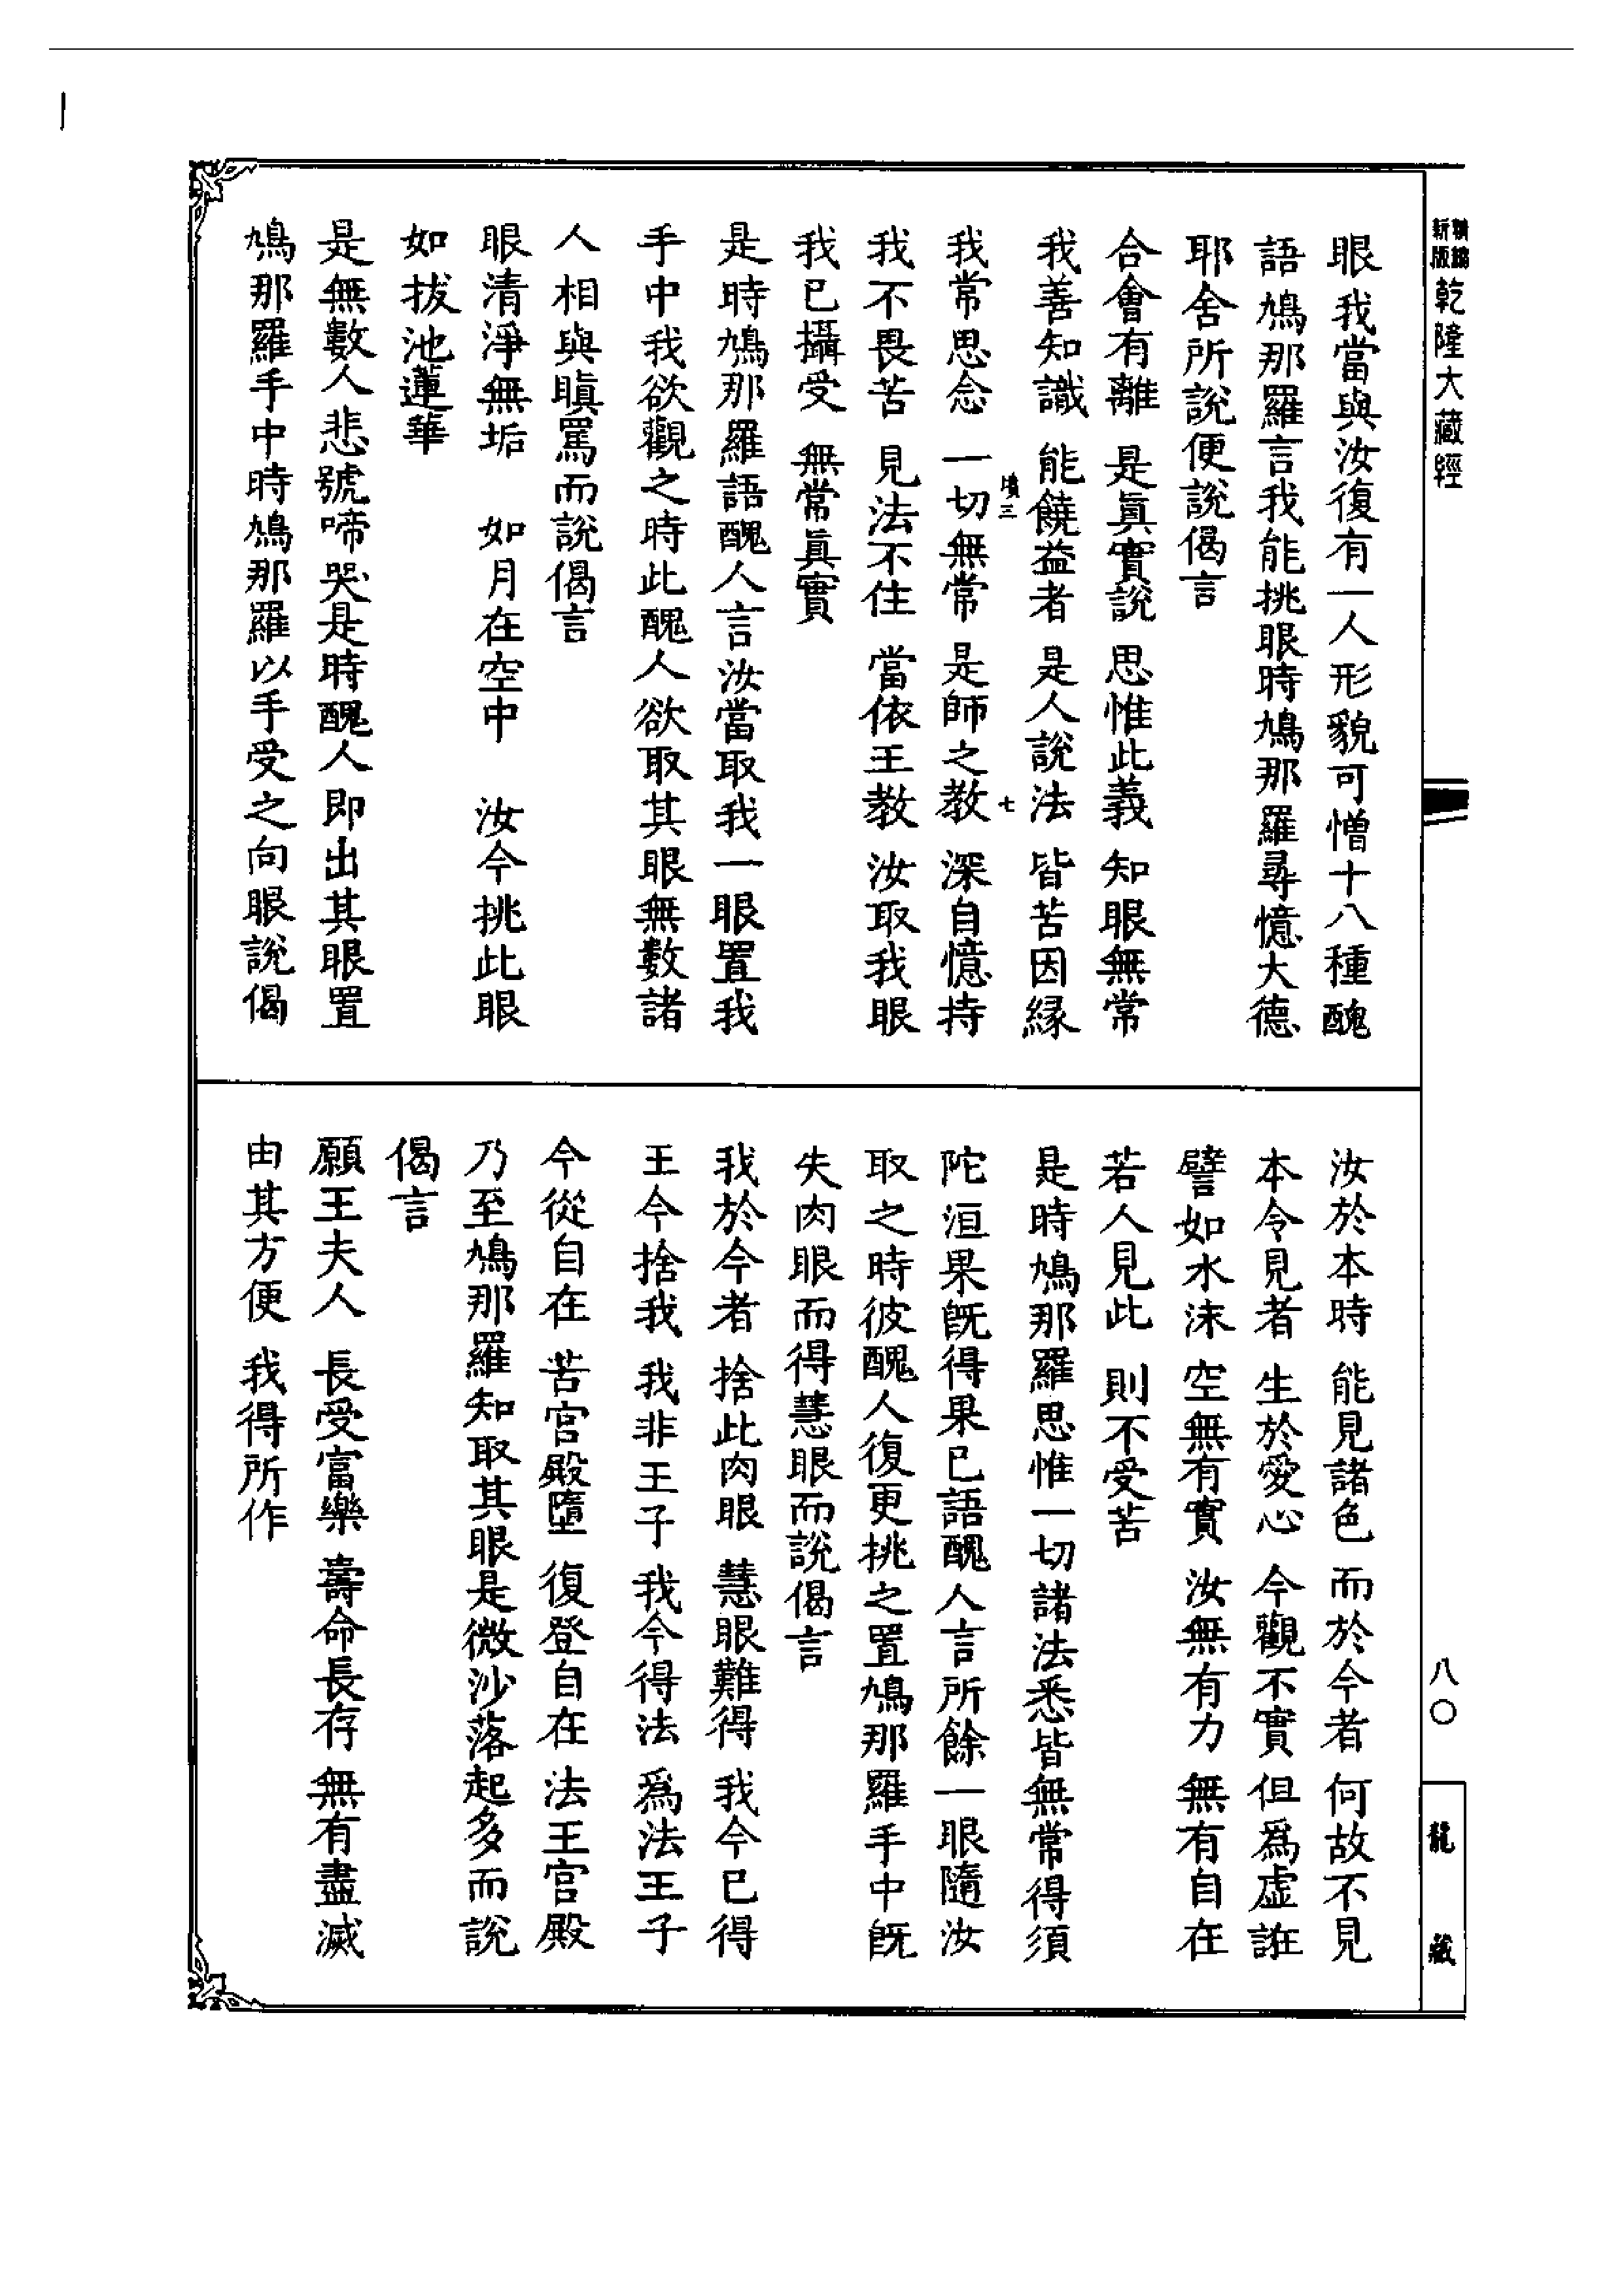 新編
新版
乾隆大藏經
眼我當與汝復有一人形貌可憎十八種醜
語鳩那羅言我能挑眼時鳩那羅尋憶大德
耶舍所說便說偈言
合會有離　是眞實說　思惟此義　知眼無常
我善知識　能饒益者　是人說法　皆苦因緣
我常思念　一切無常　是師之教　深自憶持
我不畏苦　見法不住　當依王教　汝取我眼
我已攝受　無常眞實
是時鳩那羅語醜人言汝當取我一眼置我
手中我欲觀之時此醜人欲取其眼無數諸
人相與瞋罵而說偈言
眼清淨無垢　如月在空中　汝今挑此眼
如拔池蓮華
是無數人悲號啼哭是時醜人即出其眼置
鳩那羅手中時鳩那羅以手受之向眼說偈
汝於本時　能見諸色　而於今者　何故不見
本令見者　生於愛心　今觀不實　但爲虛誑
譬如水沫　空無有實　汝無有力　無有自在
若人見此　則不受苦
是時鳩那羅思惟一切諸法悉皆無常得須
陀洹果旣得果已語醜人言所餘一眼隨汝
取之時彼醜人復更挑之置鳩那羅手中旣
失肉眼而得慧眼而說偈言
我於今者　捨此肉眼　慧眼難得　我今已得
王今捨我　我非王子　我今得法　爲法王子
今從自在　苦宮殿墮　復登自在　法王宮殿
乃至鳩那羅知取其眼是微沙落起多而說
偈言
願王夫人　長受富樂　壽命長存　無有盡滅
由其方便　我得所作
三
七
八〇
龍藏